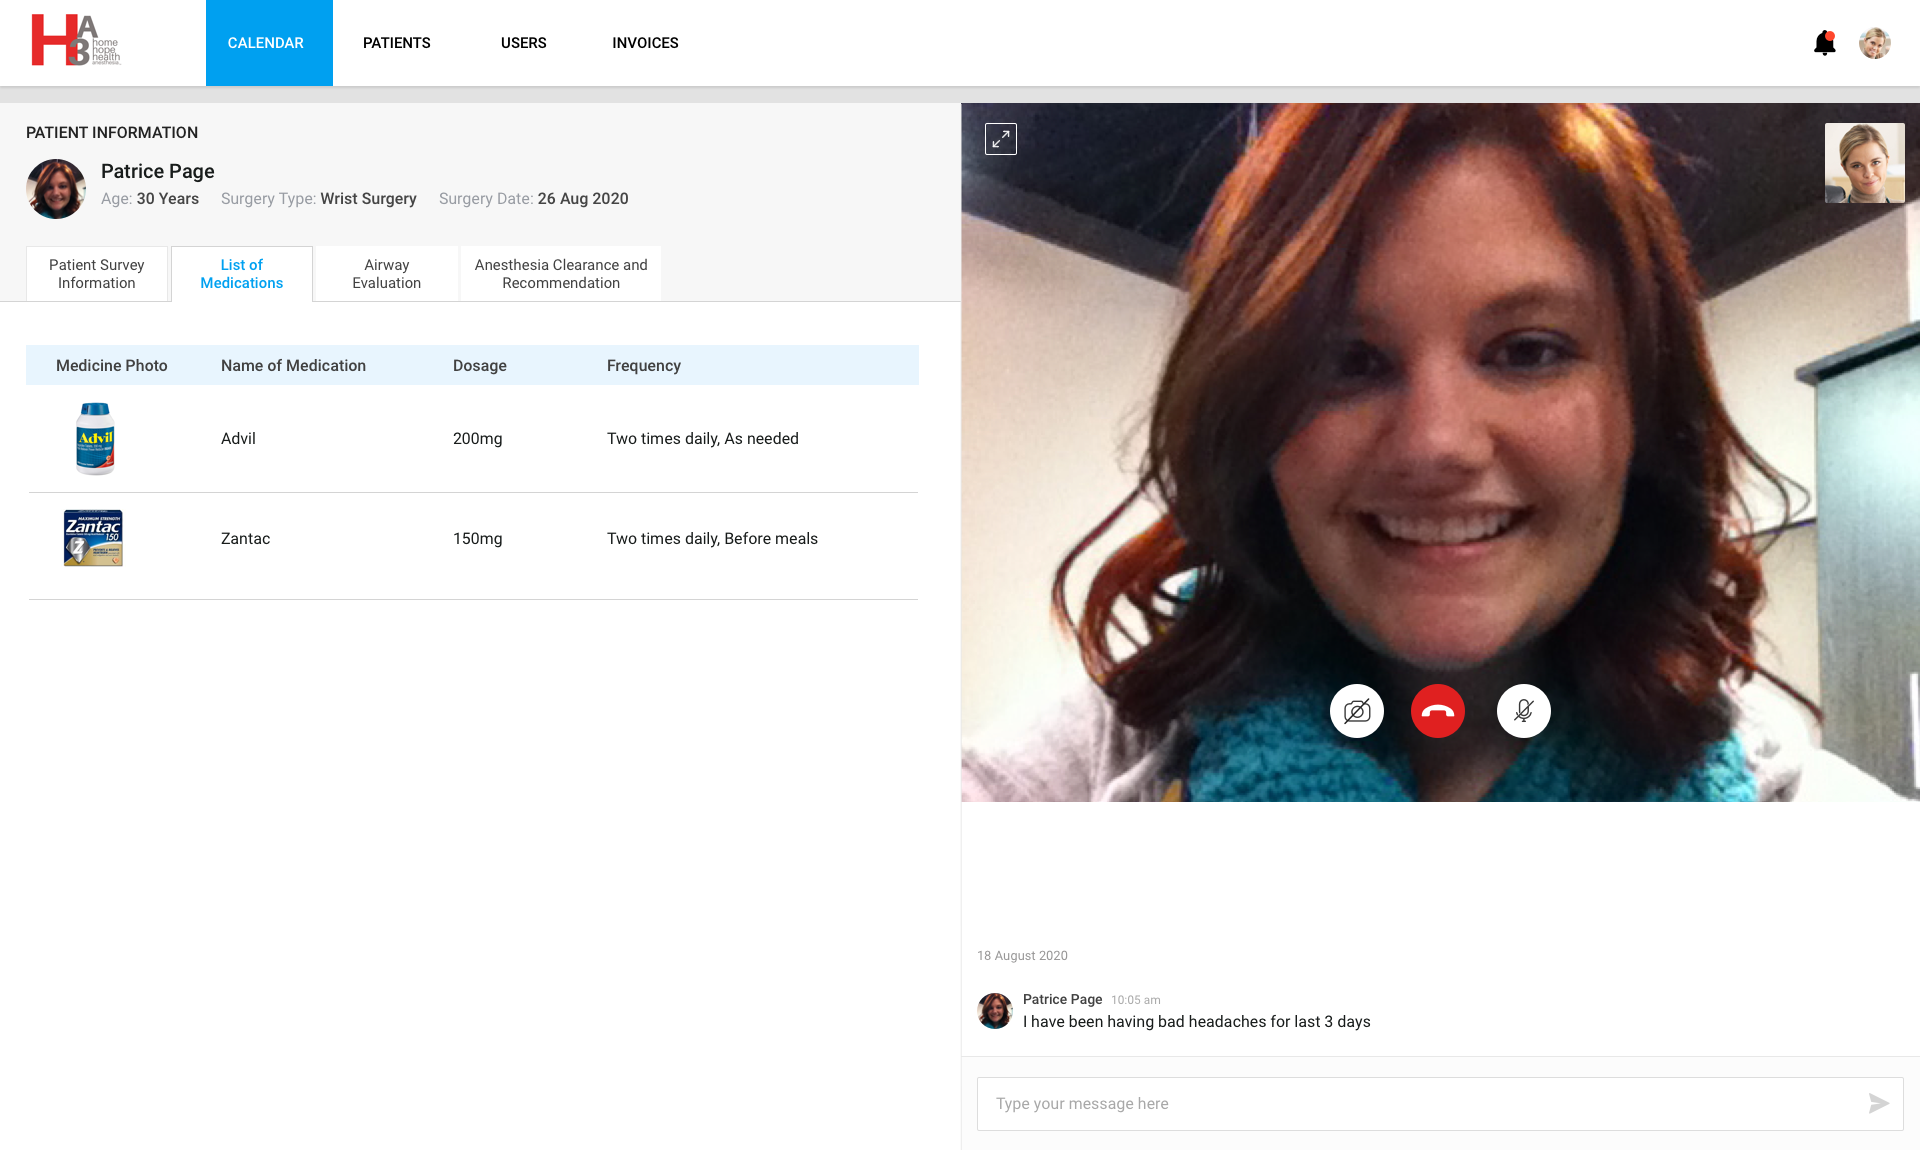 HA3
home
hope
health
anesthesia
CALENDAR
PATIENTS
USERS
INVOICES
PATIENT INFORMATION
Patrice Page
Age: 30 Years Surgery Type: Wrist Surgery Surgery Date: 26 Aug 2020
Patient Survey
Information
List of
Medications
Airway
Evaluation
Anesthesia Clearance and
Recommendation
Medicine Photo Name of Medication Dosage Frequency
Advil
Advil 200mg Two times daily, As needed
MAXIMUM STRENGTH
Zantac
150
Z
Zantac 150mg Two times daily, Before meals
18 August 2020
Patrice Page 10:05 am
I have been having bad headaches for last 3 days
Type your message here